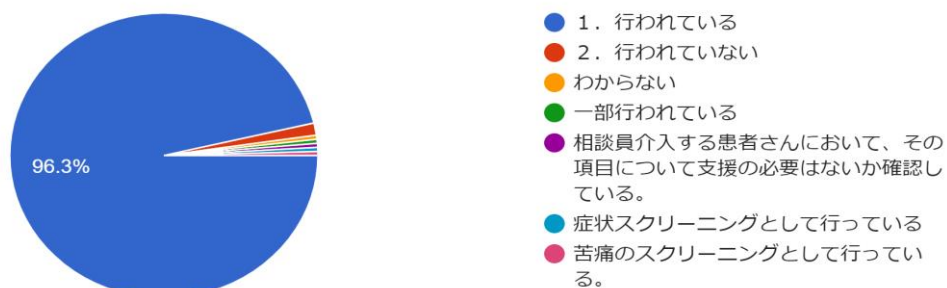 96.3%
１．行われている
２．行われていない
わからない
一部行われている
相談員介入する患者さんにおいて、その
項目について支援の必要はないか確認し
ている。
症状スクリーニングとして行っている
苦痛のスクリーニングとして行ってい
る。